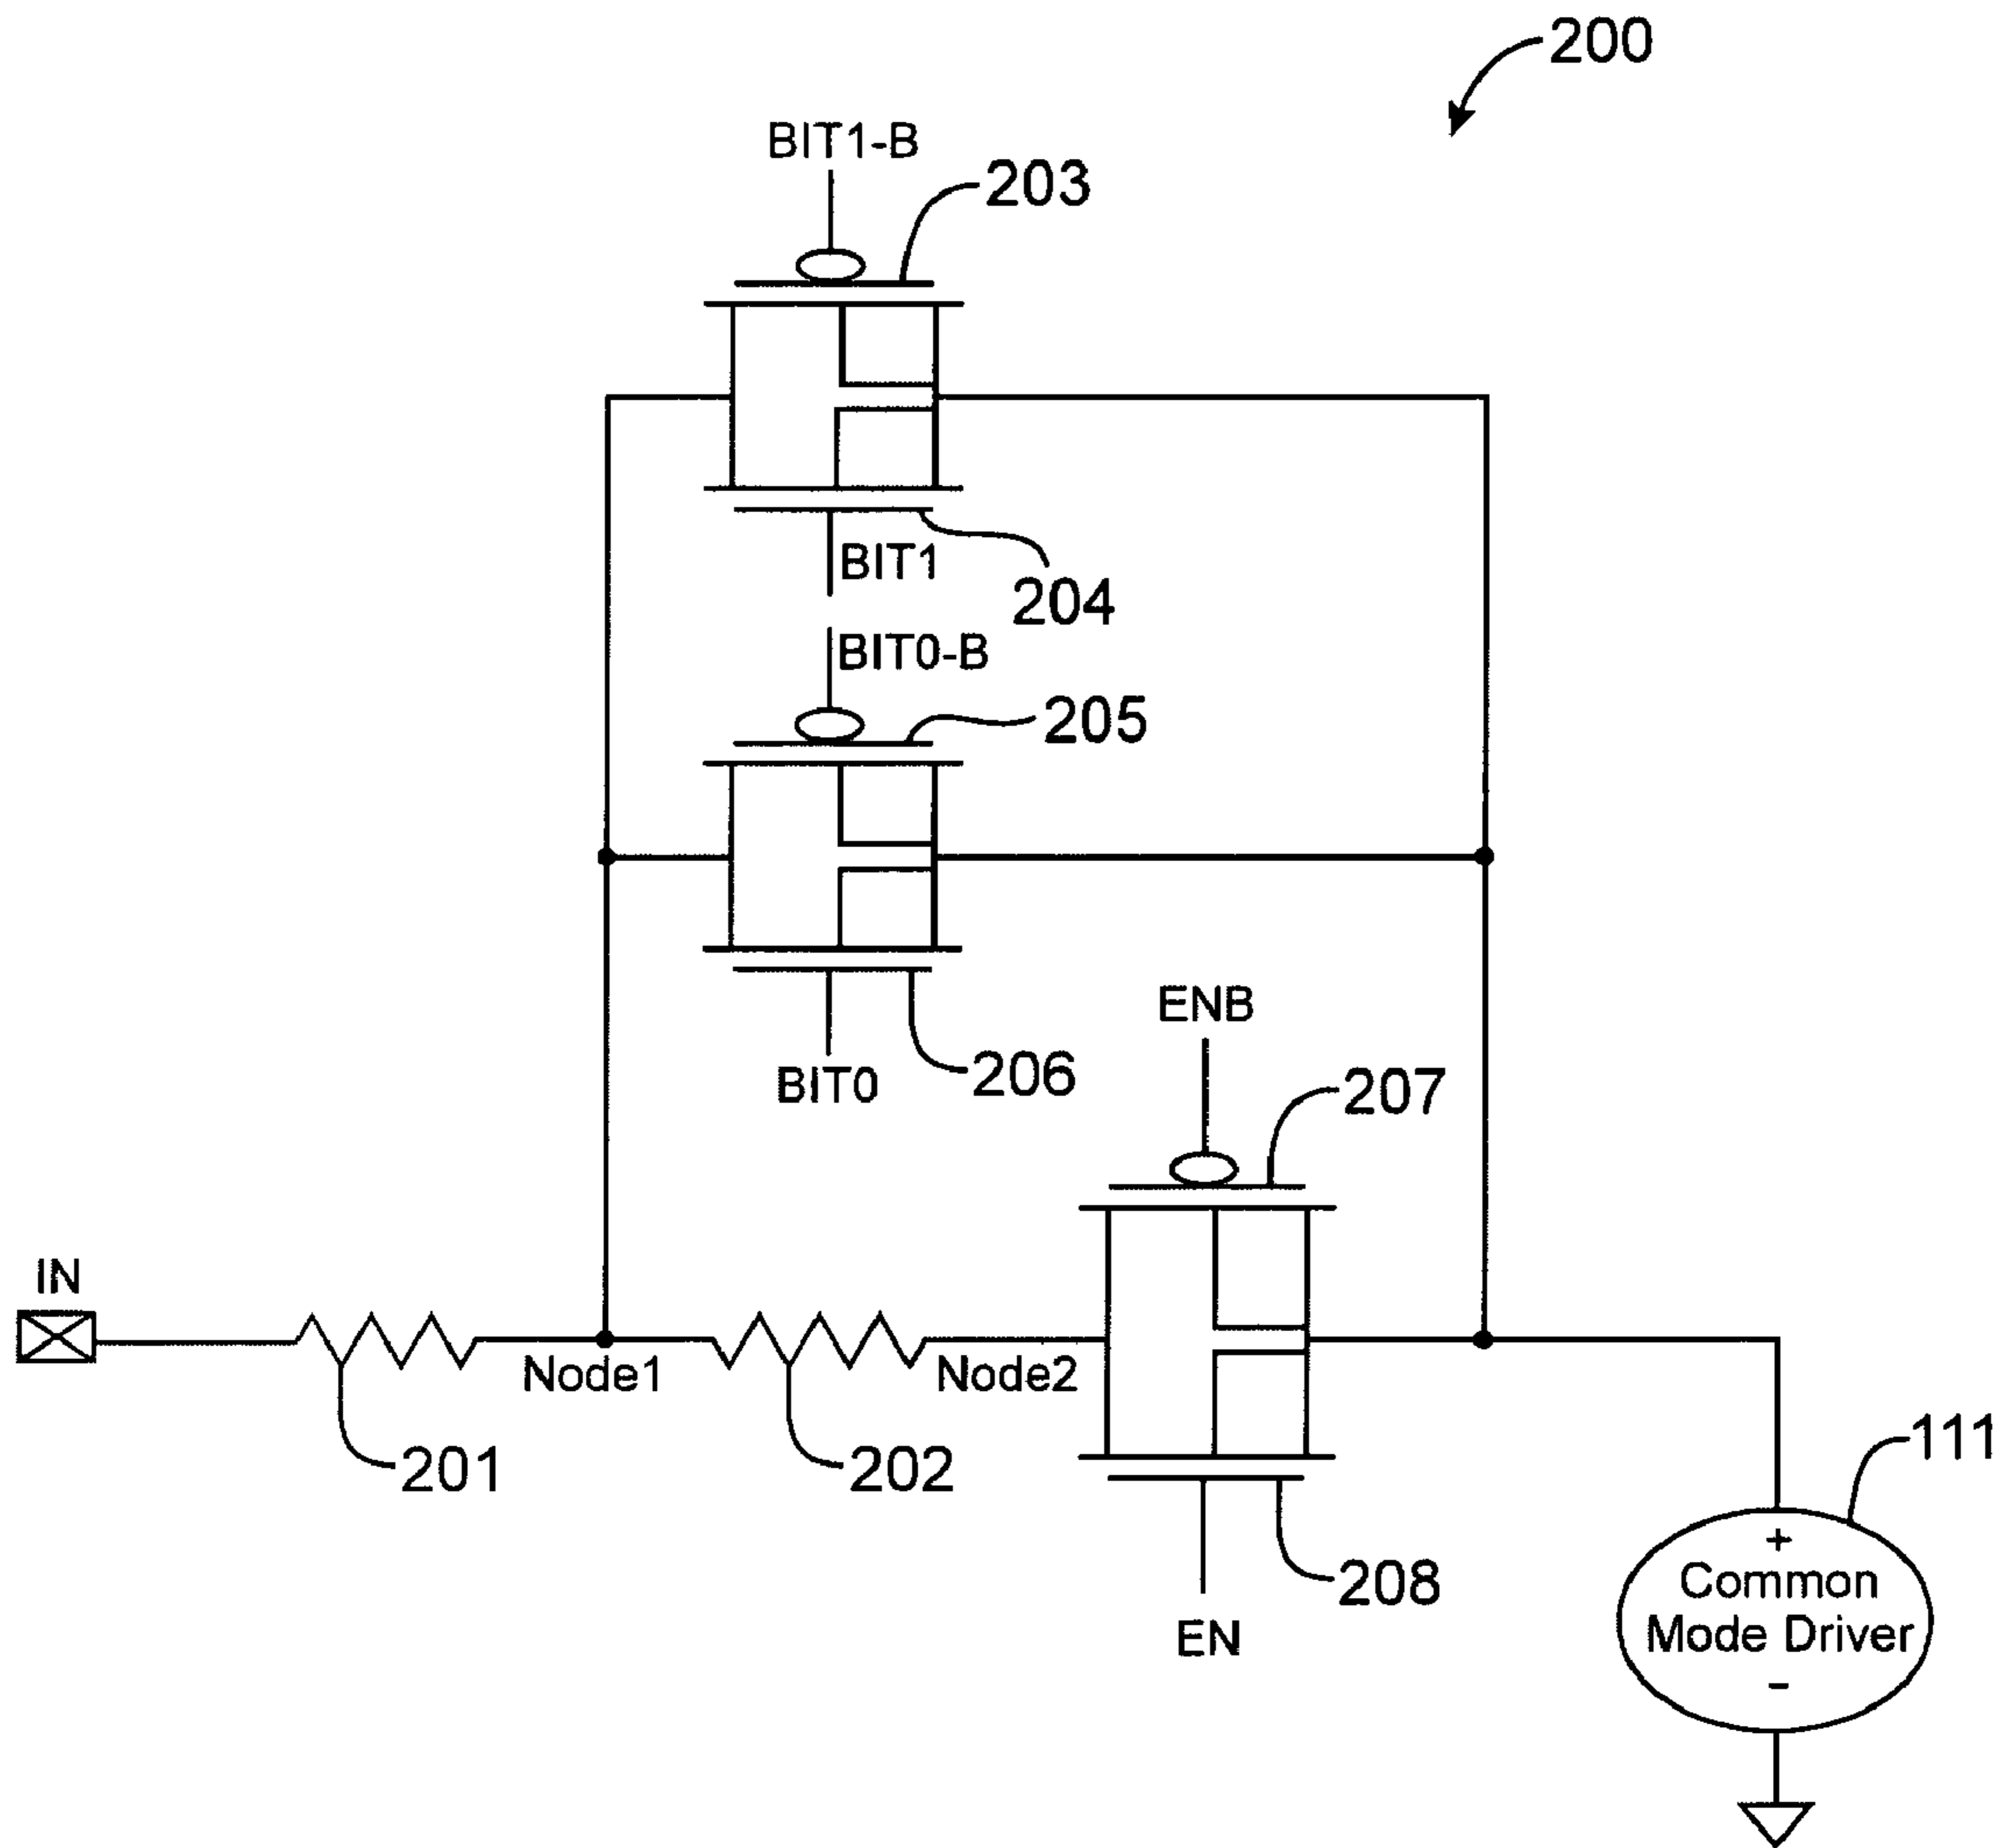 200
BIT1-B
203
BIT1
204
BIT0-B
205
BIT0
206
ENB
207
IN
Node1
Node2
201
202
111
208
EN
+
Common
Mode Driver
-